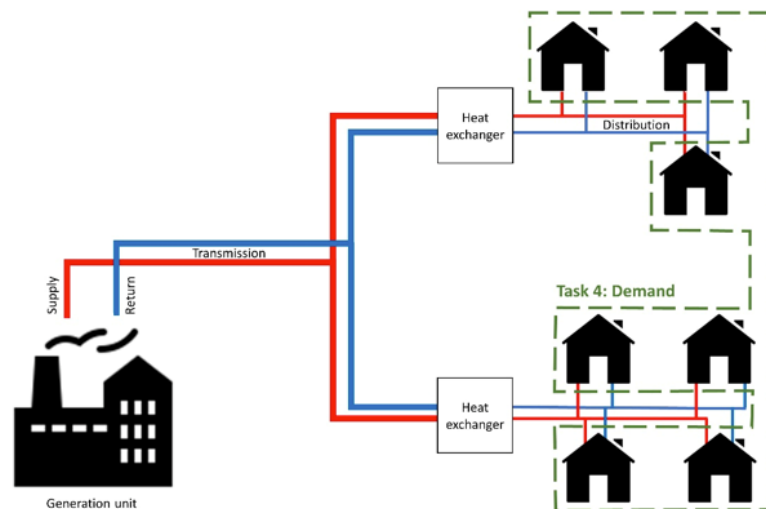 Heat
exchanger
Distribution
Transmission
Supply
Return
Task 4: Demand
Heat
exchanger
Generation unit